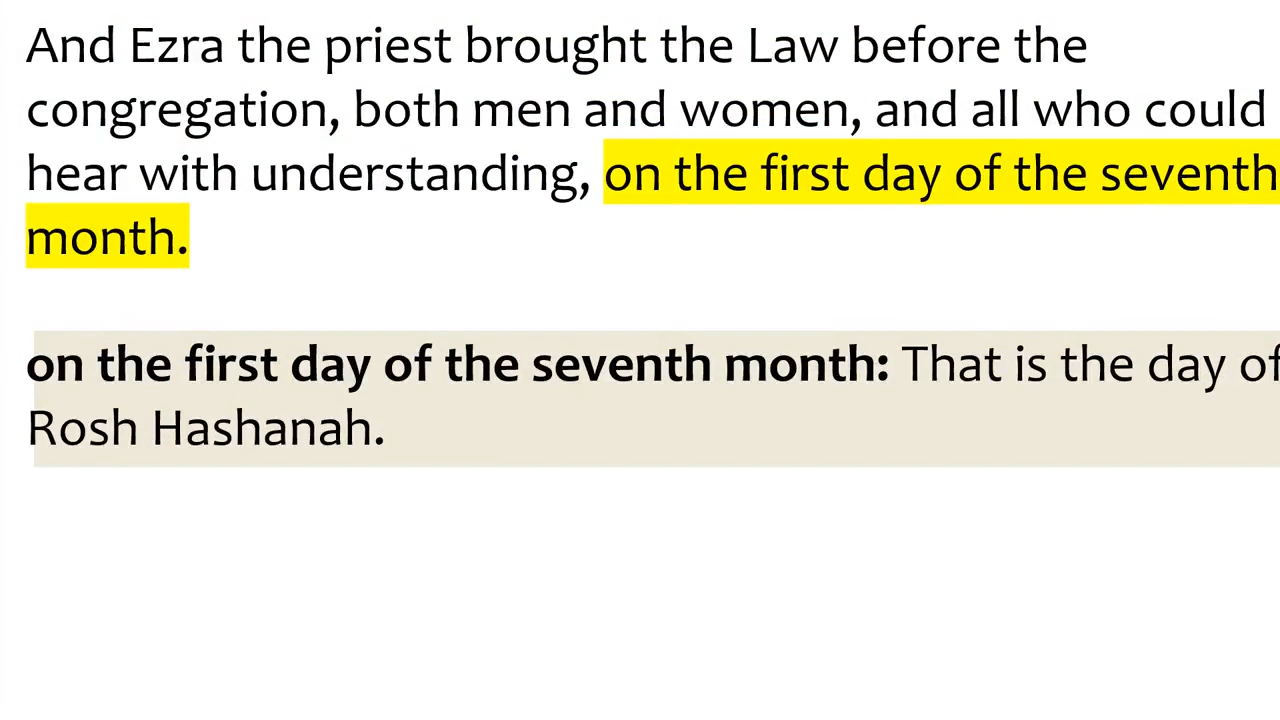 And Ezra the priest brought the Law before the
congregation, both men and women, and all who could
hear with understanding, on the first day of the seventh
month.
on the first day of the seventh month: That is the day of
Rosh Hashanah.